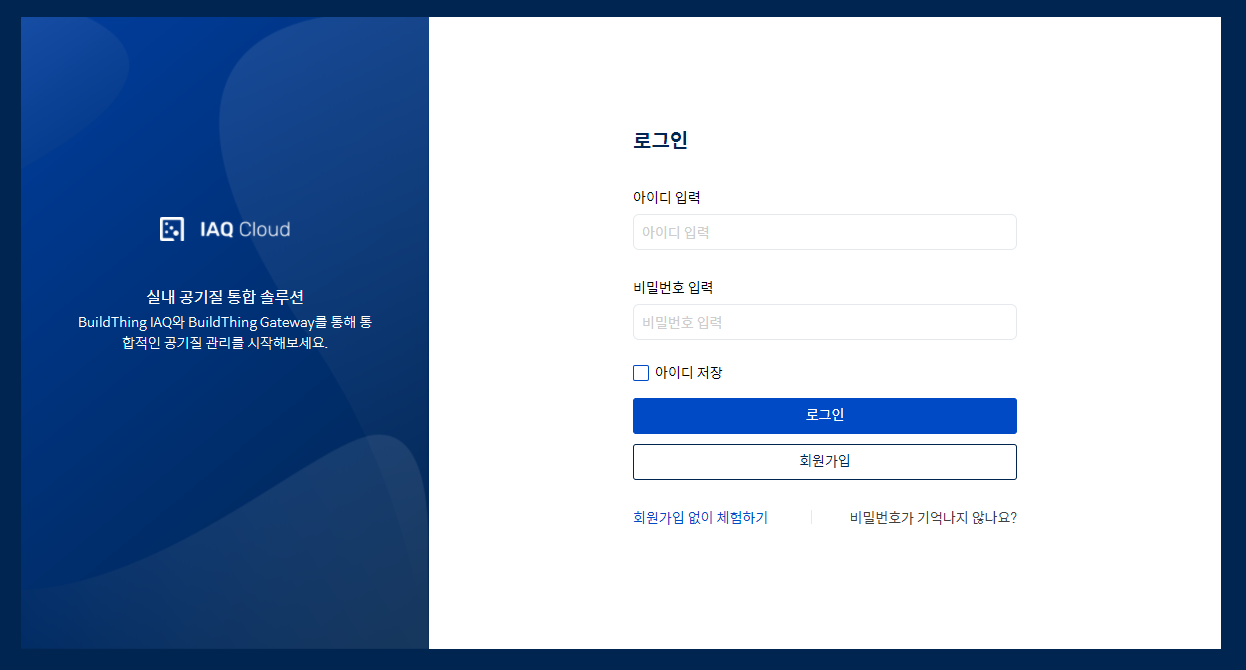 IAQ Cloud
실내 공기질 통합 솔루션
BuildThing IAQ와 BuildThing Gateway를 통해 통
합적인 공기질 관리를 시작해보세요.
로그인
아이디 입력
아이디 입력
비밀번호 입력
비밀번호 입력
아이디 저장
로그인
회원가입
회원가입 없이 체험하기
비밀번호가 기억나지 않나요?